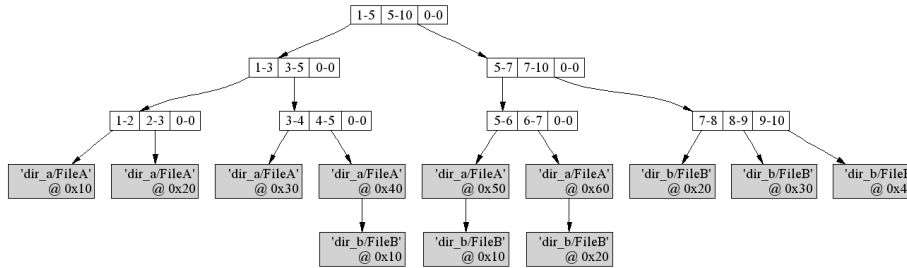 1-5 5-10 0-0
1-3 3-5 0-0
5-7 7-10 0-0
1-2 2-3 0-0
3-4 4-5 0-0
5-6 6-7 0-0
7-8 8-9 9-10
'dir_a/FileA'
@ 0x10
'dir_a/FileA'
@ 0x20
'dir_a/FileA'
@ 0x30
'dir_a/FileA'
@ 0x40
'dir_a/FileA'
@ 0x50
'dir_a/FileA'
@ 0x60
'dir_b/FileB'
@ 0x20
'dir_b/FileB'
@ 0x30
'dir_b/FileB
@ 0x4
'dir_b/FileB'
@ 0x10
'dir_b/FileB'
@ 0x10
'dir_b/FileB'
@ 0x20